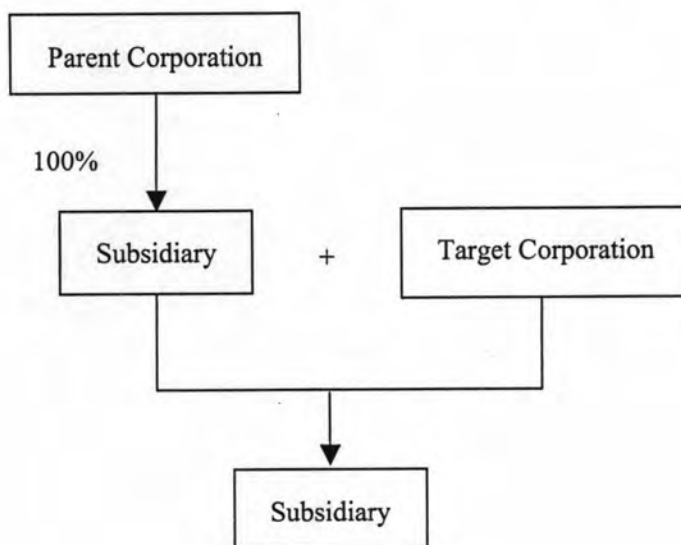 Parent Corporation
100%
Subsidiary
+
Target Corporation
Subsidiary